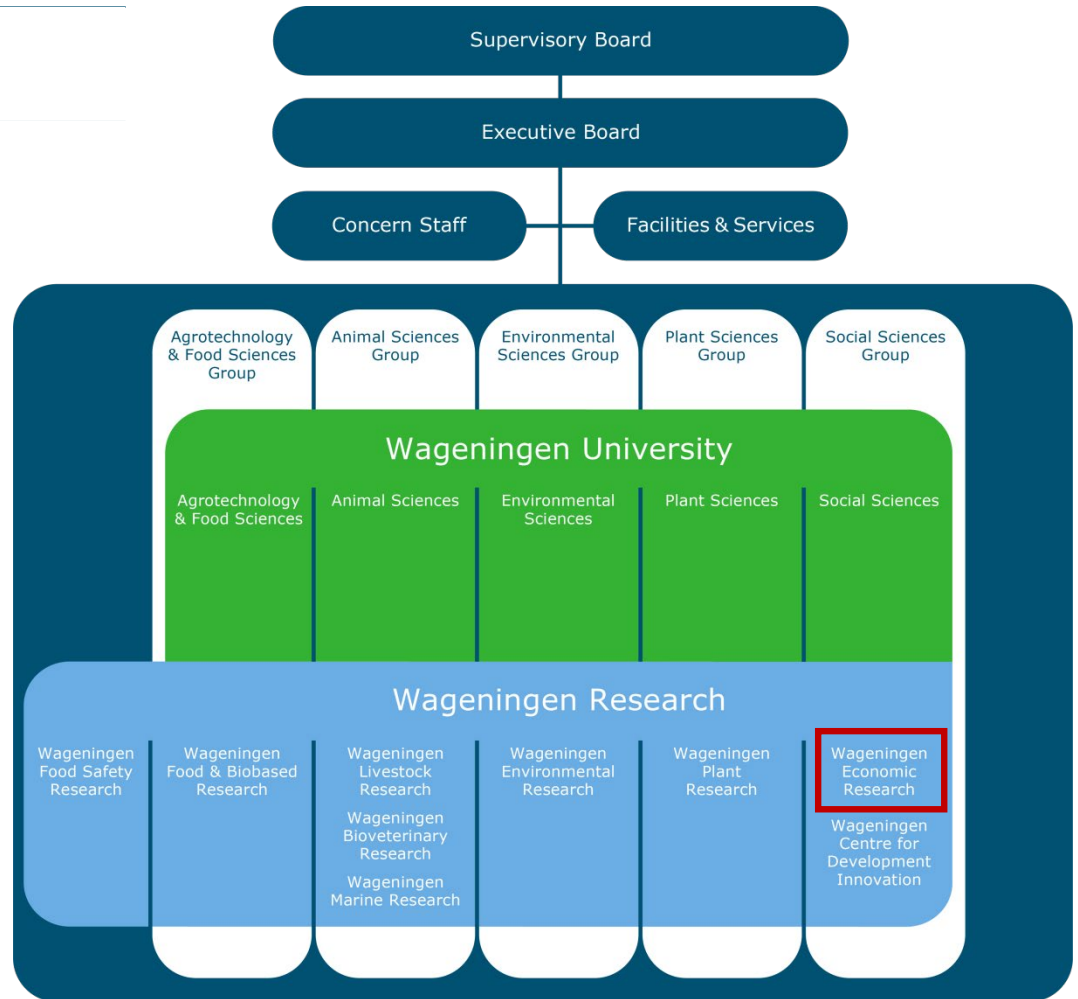 Supervisory Board
Executive Board
Concern Staff
Facilities & Services
Agrotechnology
& Food Sciences
Group
Animal Sciences
Group
Environmental
Sciences Group
Plant Sciences
Group
Social Sciences
Group
Wageningen University
Agrotechnology
& Food Sciences
Animal Sciences
Environmental
Sciences
Plant Sciences
Social Sciences
Wageningen Research
Wageningen
Food Safety
Research
Wageningen
Food & Biobased
Research
Wageningen
Livestock
Research
Wageningen
Bioveterinary
Research
Wageningen
Marine Research
Wageningen
Environmental
Research
Wageningen
Plant
Research
Wageningen
Economic
Research
Wageningen
Centre for
Development
Innovation